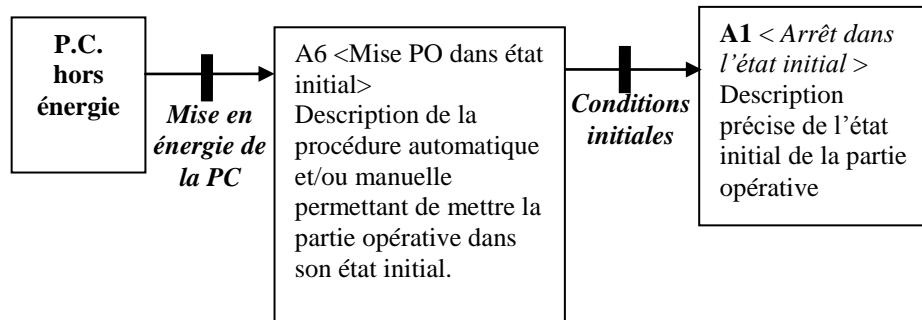 P.C.
hors
énergie
Mise en
énergie de
la PC
A6 <Mise PO dans état
initial>
Description de la
procédure automatique
et/ou manuelle
permettant de mettre la
partie opérative dans
son état initial.
Conditions
initiales
A1 < Arrêt dans
l’état initial >
Description
précise de l’état
initial de la partie
opérative